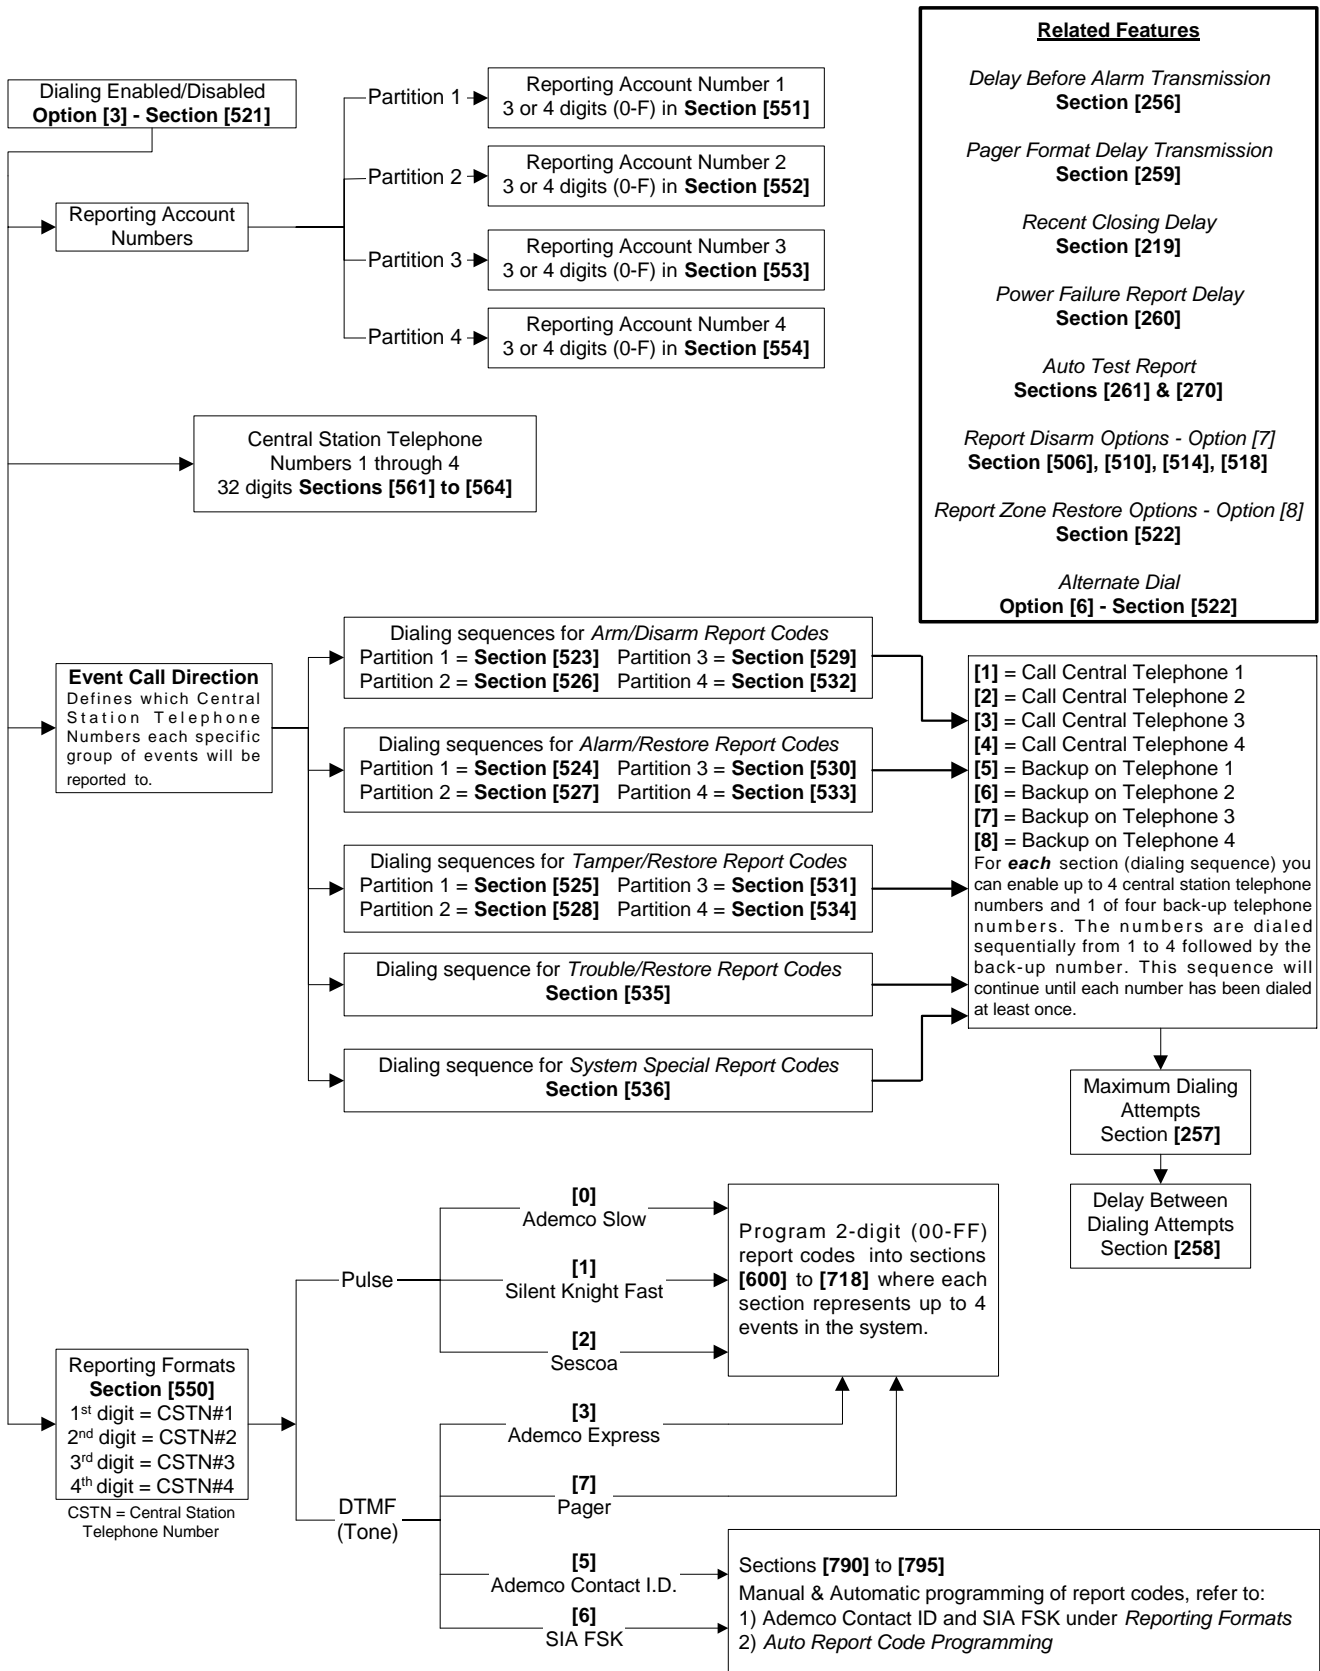 Dialing Enabled/Disabled
Option [3] - Section [521]
Reporting Account
Numbers
Partition 1
Reporting Account Number 1
3 or 4 digits (0-F) in Section [551]
Partition 2
Reporting Account Number 2
3 or 4 digits (0-F) in Section [552]
Partition 3
Reporting Account Number 3
3 or 4 digits (0-F) in Section [553]
Partition 4
Reporting Account Number 4
3 or 4 digits (0-F) in Section [554]
Related Features
Delay Before Alarm Transmission
Section [256]
Pager Format Delay Transmission
Section [259]
Recent Closing Delay
Section [219]
Power Failure Report Delay
Section [260]
Auto Test Report
Sections [261] & [270]
Report Disarm Options - Option [7]
Section [506], [510], [514], [518]
Report Zone Restore Options - Option [8]
Section [522]
Alternate Dial
Option [6] - Section [522]
Central Station Telephone
Numbers 1 through 4
32 digits Sections [561] to [564]
Event Call Direction
Defines which Central
Station Telephone
Numbers each specific
group of events will be
reported to.
Dialing sequences for Arm/Disarm Report Codes
Partition 1 = Section [523] Partition 3 = Section [529]
Partition 2 = Section [526] Partition 4 = Section [532]
Dialing sequences for Alarm/Restore Report Codes
Partition 1 = Section [524] Partition 3 = Section [530]
Partition 2 = Section [527] Partition 4 = Section [533]
Dialing sequences for Tamper/Restore Report Codes
Partition 1 = Section [525] Partition 3 = Section [531]
Partition 2 = Section [528] Partition 4 = Section [534]
Dialing sequence for Trouble/Restore Report Codes
Section [535]
Dialing sequence for System Special Report Codes
Section [536]
[1] = Call Central Telephone 1
[2] = Call Central Telephone 2
[3] = Call Central Telephone 3
[4] = Call Central Telephone 4
[5] = Backup on Telephone 1
[6] = Backup on Telephone 2
[7] = Backup on Telephone 3
[8] = Backup on Telephone 4
For each section (dialing sequence) you
can enable up to 4 central station telephone
numbers and 1 of four back-up telephone
numbers. The numbers are dialed
sequentially from 1 to 4 followed by the
back-up number. This sequence will
continue until each number has been dialed
at least once.
Maximum Dialing
Attempts
Section [257]
Delay Between
Dialing Attempts
Section [258]
Reporting Formats
Section [550]
1st digit = CSTN#1
2nd digit = CSTN#2
3rd digit = CSTN#3
4th digit = CSTN#4
CSTN = Central Station
Telephone Number
Pulse
[0]
Ademco Slow
[1]
Silent Knight Fast
[2]
Sescoa
Program 2-digit (00-FF)
report codes into sections
[600] to [718] where each
section represents up to 4
events in the system.
DTMF
(Tone)
[3]
Ademco Express
[7]
Pager
[5]
Ademco Contact I.D.
[6]
SIA FSK
Sections [790] to [795]
Manual & Automatic programming of report codes, refer to:
1) Ademco Contact ID and SIA FSK under Reporting Formats
2) Auto Report Code Programming